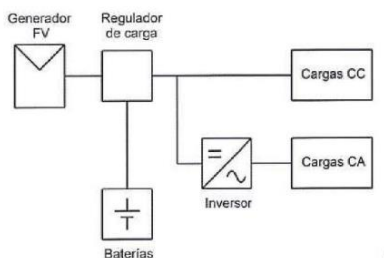 Generador
FV
Regulador
de carga
Cargas CC
Cargas CA
Inversor
Baterías